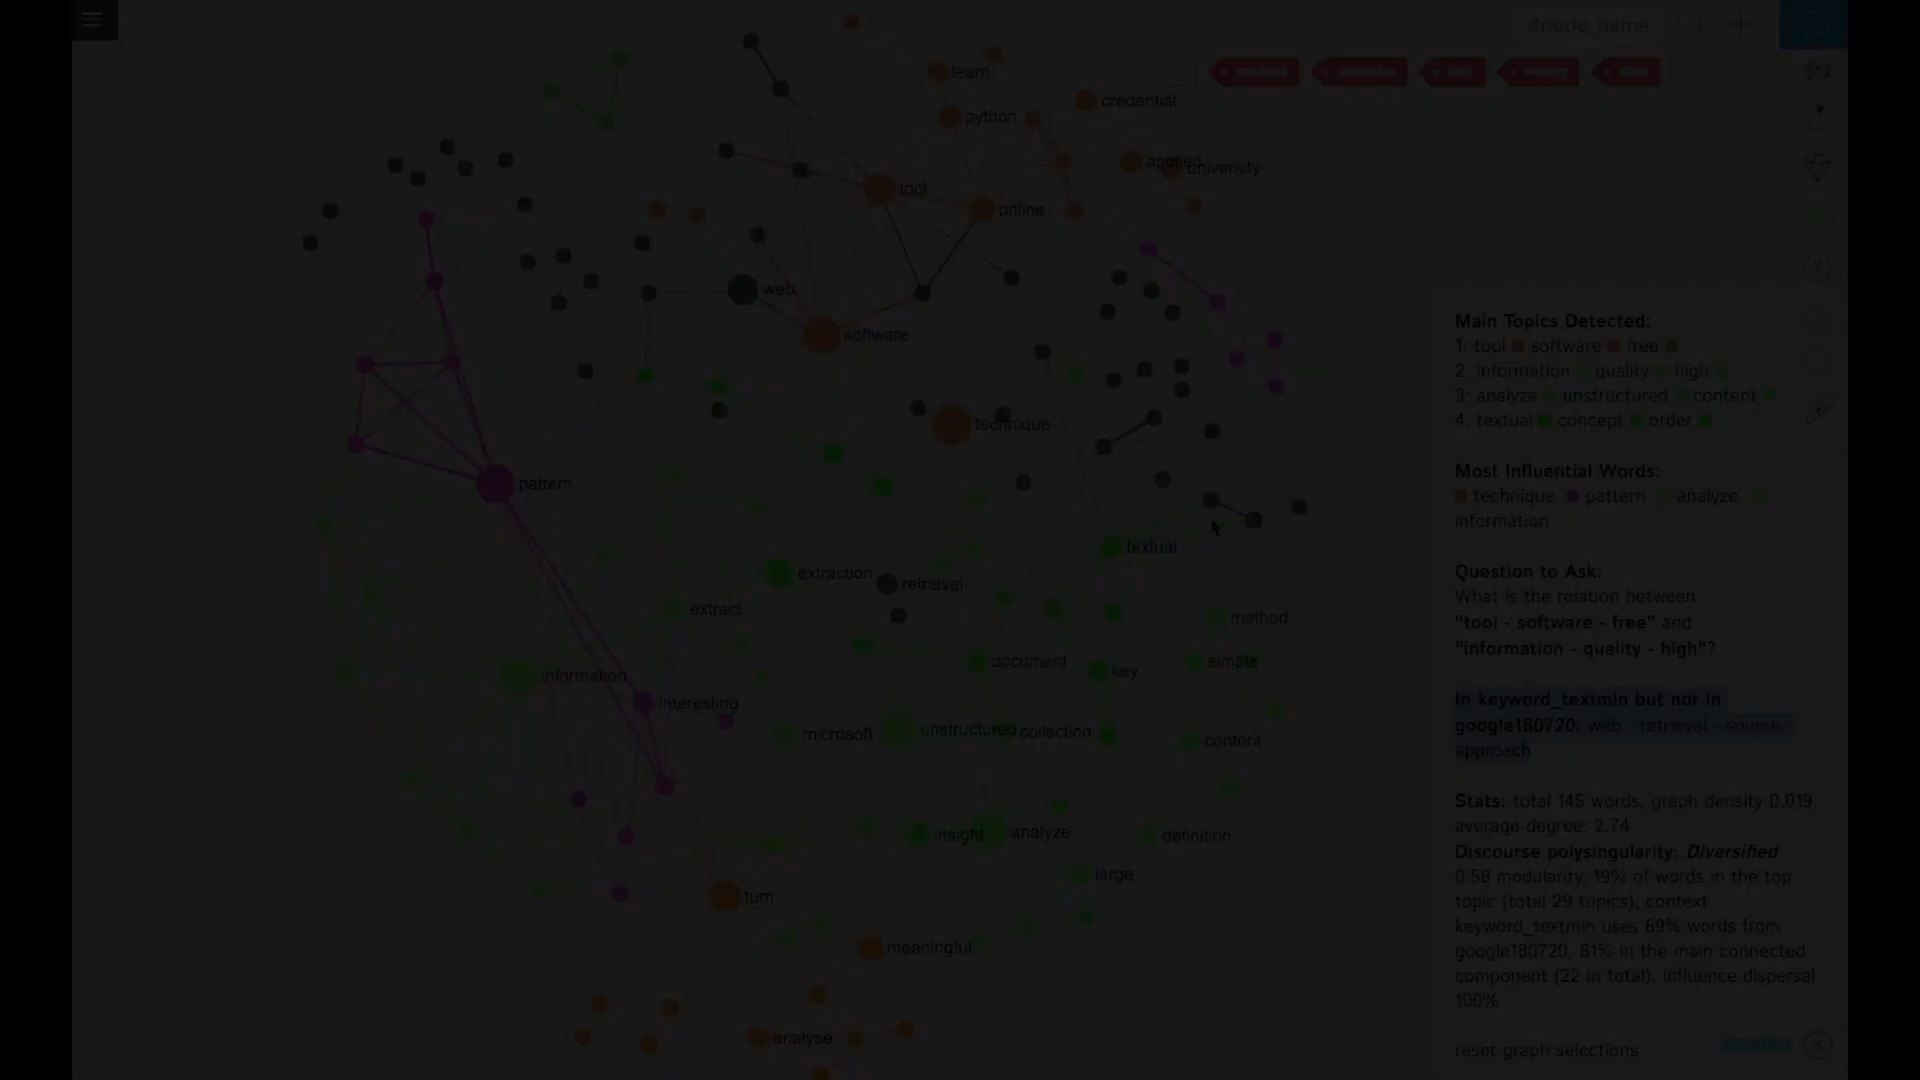 #node_name
learn
credential
python
applied
university
tool
online
web
software
technique
pattern
textual
extraction
retrieval
extract
method
document
simple
key
information
interesting
microsoft
unstructured
collection
content
insight
analyze
definition
large
turn
meaningful
analyse
Main Topics Detected:
1: tool software free
2: information quality high
3: analyze unstructured content
4: textual concept order
Most Influential Words:
technique pattern analyze
information
Question to Ask:
What is the relation between
"tool - software - free" and
"information - quality - high"?
In keyword_textmin but not in
google180720: web - retrieval - source
approach
Stats: total 145 words, graph density 0.019,
average degree: 2.74
Discourse polysingularity: Diversified
0.58 modularity, 19% of words in the top
topic (total 29 topics), context
keyword_textmin uses 69% words from
google180720, 81% in the main connected
component (22 in total), influence dispersal
100%
reset graph selections.